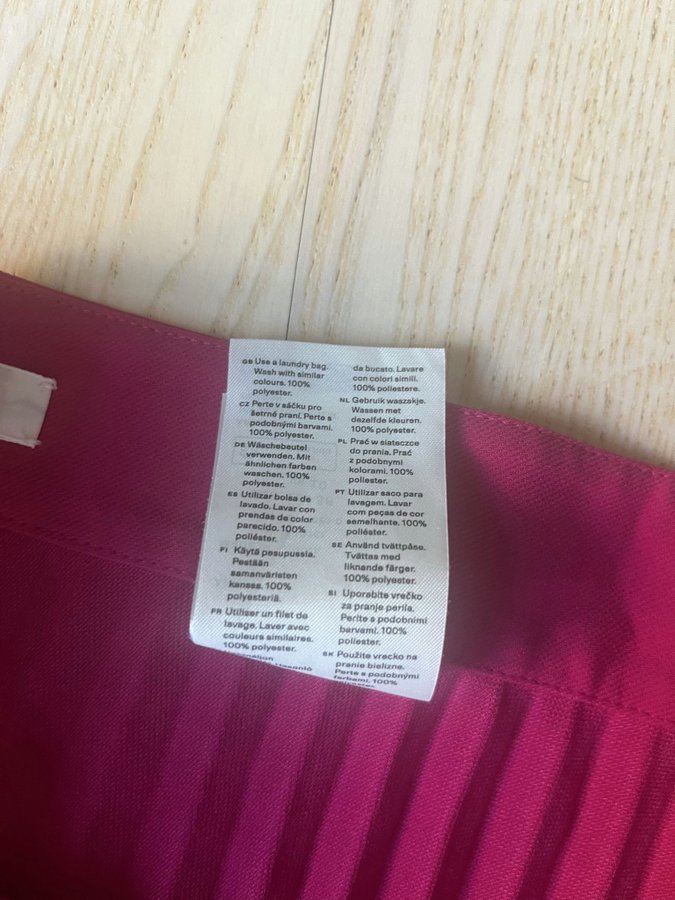 GB Use a laundry bag.
Wash with similar
colours. 100%
polyester.
CZ Perte v sáčku pro
šetrné praní. Perte s
podobnými barvami.
100% polyester.
DE Wäschebeutel
verwenden. Mit
ähnlichen farben
waschen. 100%
polyester.
ES Utilizar bolsa de
lavado. Lavar con
prendas de color
parecido. 100%
poliéster.
FI Käytä pesupussia.
Pestään
samanväristen
kanssa. 100%
polyesteriä.
FR Utiliser un filet de
lavage. Laver avec
couleurs similaires.
100% polyester.
da bucato. Lavare
con colori simili.
100% poliestere.
NL Gebruik waszakje.
Wassen met
dezelfde kleuren.
100% polyester.
PL Prać w siateczce
do prania. Prać
z podobnymi
kolorami. 100%
poliester.
PT Utilizar saco para
lavagem. Lavar
com peças de cor
semelhante. 100%
poliéster.
SE Använd tvättpåse.
Tvättas med
liknande färger.
100% polyester.
SI Uporabite vrečko
za pranje perila.
Perite s podobnimi
barvami. 100%
poliester.
SK Použite vrecko na
pranie bielizne.
Perte s podobnými
farbami. 100%